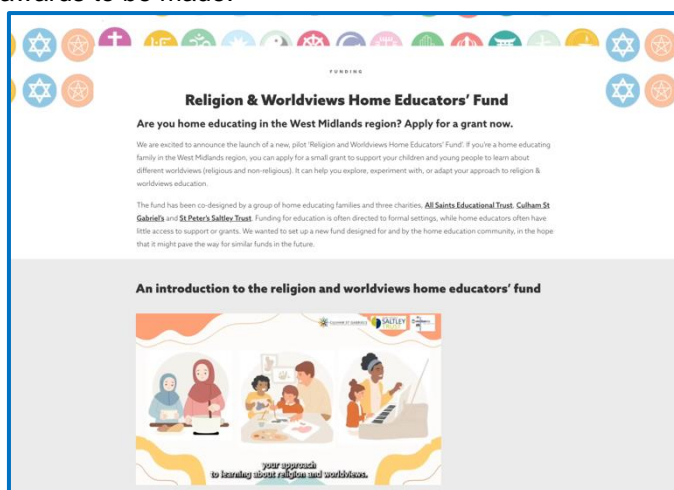 awards to be made.
FUNDING
Religion & Worldviews Home Educators' Fund
Are you home educating in the West Midlands region? Apply for a grant now.
We are excited to announce the launch of a new, pilot 'Religion and Worldviews Home Educators' Fund'. If you're a home educating
family in the West Midlands region, you can apply for a small grant to support your children and young people to learn about
different worldviews (religious and non-religious). It can help you explore, experiment with, or adapt your approach to religion &
worldviews education.
The fund has been co-designed by a group of home educating families and three charities, All Saints Educational Trust, Culham St
Gabriel's and St Peter's Saltley Trust. Funding for education is often directed to formal settings, while home educators often have
little access to support or grants. We wanted to set up a new fund designed for and by the home education community, in the hope
that it might pave the way for similar funds in the future.
An introduction to the religion and worldviews home educators' fund
CULHAM ST GABRIEL'S
SALTLEY
TRUST
your approach
to learning about religion and worldviews.